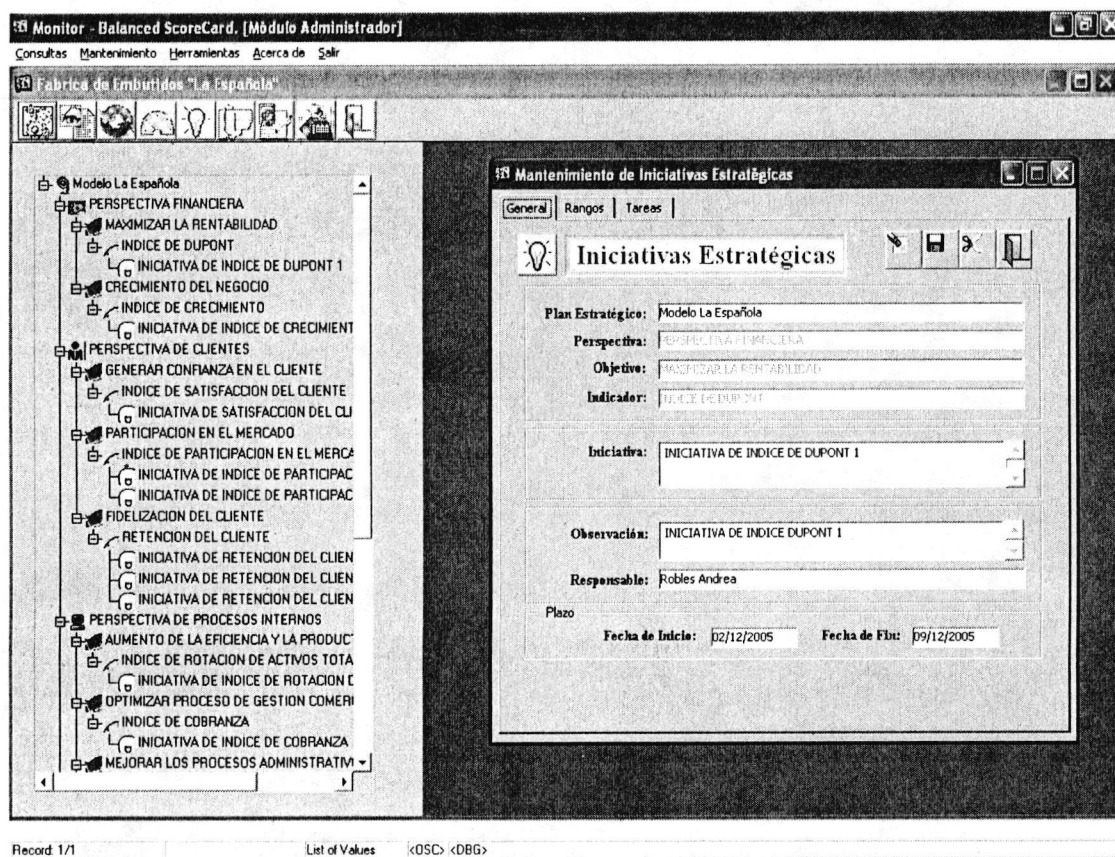 Monitor - Balanced ScoreCard. [Módulo Administrador]
Consultas Mantenimiento Herramientas Acerca de Salir
Fabrica de Embutidos "La Española"
Modelo La Española
PERSPECTIVA FINANCIERA
MAXIMIZAR LA RENTABILIDAD
INDICE DE DUPONT
INICIATIVA DE INDICE DE DUPONT 1
CRECIMIENTO DEL NEGOCIO
INDICE DE CRECIMIENTO
INICIATIVA DE INDICE DE CRECIMIENT
PERSPECTIVA DE CLIENTES
GENERAR CONFIANZA EN EL CLIENTE
INDICE DE SATISFACCION DEL CLIENTE
INICIATIVA DE SATISFACCION DEL CLI
PARTICIPACION EN EL MERCADO
INDICE DE PARTICIPACION EN EL MERCA
INICIATIVA DE INDICE DE PARTICIPAC
INICIATIVA DE INDICE DE PARTICIPAC
FIDELIZACION DEL CLIENTE
RETENCION DEL CLIENTE
INICIATIVA DE RETENCION DEL CLIEN
INICIATIVA DE RETENCION DEL CLIEN
INICIATIVA DE RETENCION DEL CLIEN
PERSPECTIVA DE PROCESOS INTERNOS
AUMENTO DE LA EFICIENCIA Y LA PRODUCT
INDICE DE ROTACION DE ACTIVOS TOTA
INICIATIVA DE INDICE DE ROTACION D
OPTIMIZAR PROCESO DE GESTION COMERI
INDICE DE COBRANZA
INICIATIVA DE INDICE DE COBRANZA
MEJORAR LOS PROCESOS ADMINISTRATIV
Mantenimiento de Iniciativas Estratégicas
General Rangos Tareas
Iniciativas Estratégicas
Plan Estratégico: Modelo La Española
Perspectiva: PERSPECTIVA FINANCIERA
Objetivo: MAXIMIZAR LA RENTABILIDAD
Indicador: INDICE DE DUPONT
Iniciativa: INICIATIVA DE INDICE DE DUPONT 1
Observación: INICIATIVA DE INDICE DUPONT 1
Responsable: Robles Andrea
Plazo
Fecha de Inicio: 02/12/2005 Fecha de Fin: 09/12/2005
Record: 1/1 List of Values <OSC> <DBG>